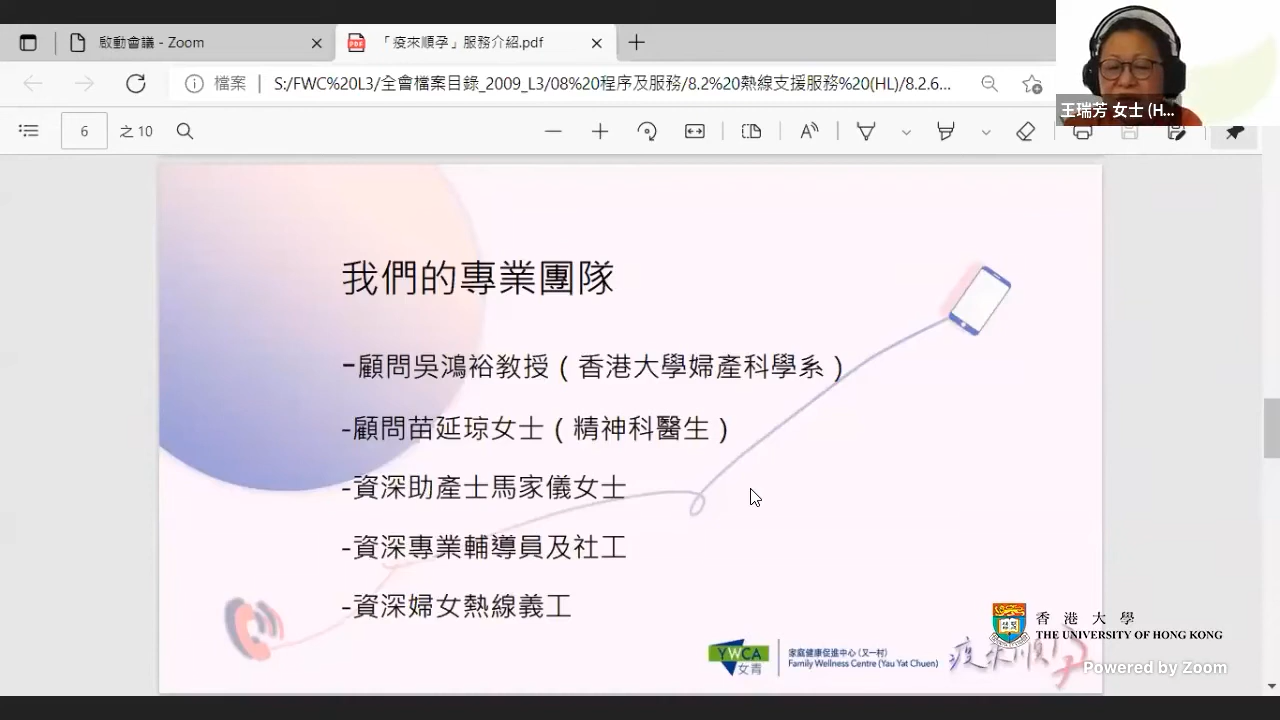 啟動會議 - Zoom
「疫來順孕」服務介紹.pdf
檔案
S:/FWC%20L3/全會檔案目錄_2009_L3/08%20程序及服務/8.2%20熱線支援服務%20(HL)/8.2.6...
王瑞芳 女士 (H...
6 之 10
我們的專業團隊
-顧問吳鴻裕教授（香港大學婦產科學系）
-顧問苗延琼女士（精神科醫生）
-資深助產士馬家儀女士
-資深專業輔導員及社工
-資深婦女熱線義工
香港大學
THE UNIVERSITY OF HONG KONG
YWCA
女青
家庭健康促進中心 (又一村)
Family Wellness Centre (Yau Yat Chuen)
疫來順孕
Powered by Zoom